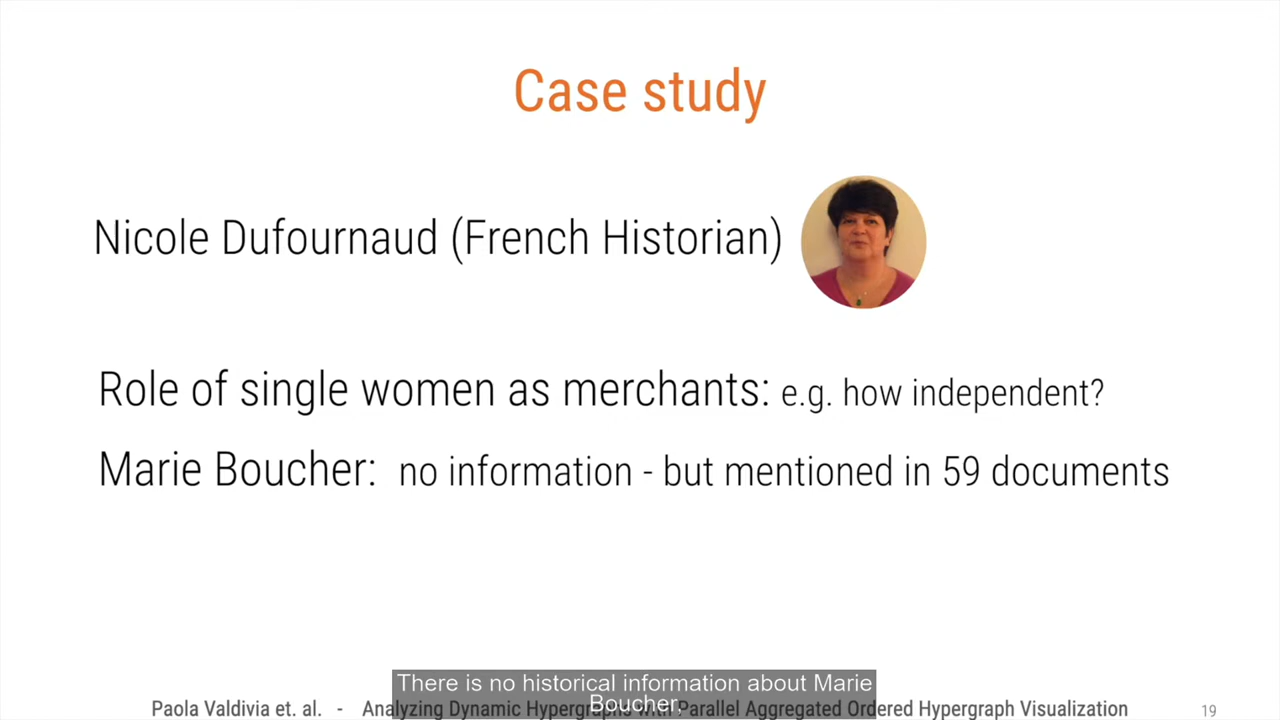 Case study
Nicole Dufournaud (French Historian)
Role of single women as merchants: e.g. how independent?
Marie Boucher: no information - but mentioned in 59 documents
There is no historical information about Marie
Boucher,
Paola Valdivia et. al. - Analyzing Dynamic Hypergraphs with Parallel Aggregated Ordered Hypergraph Visualization 19